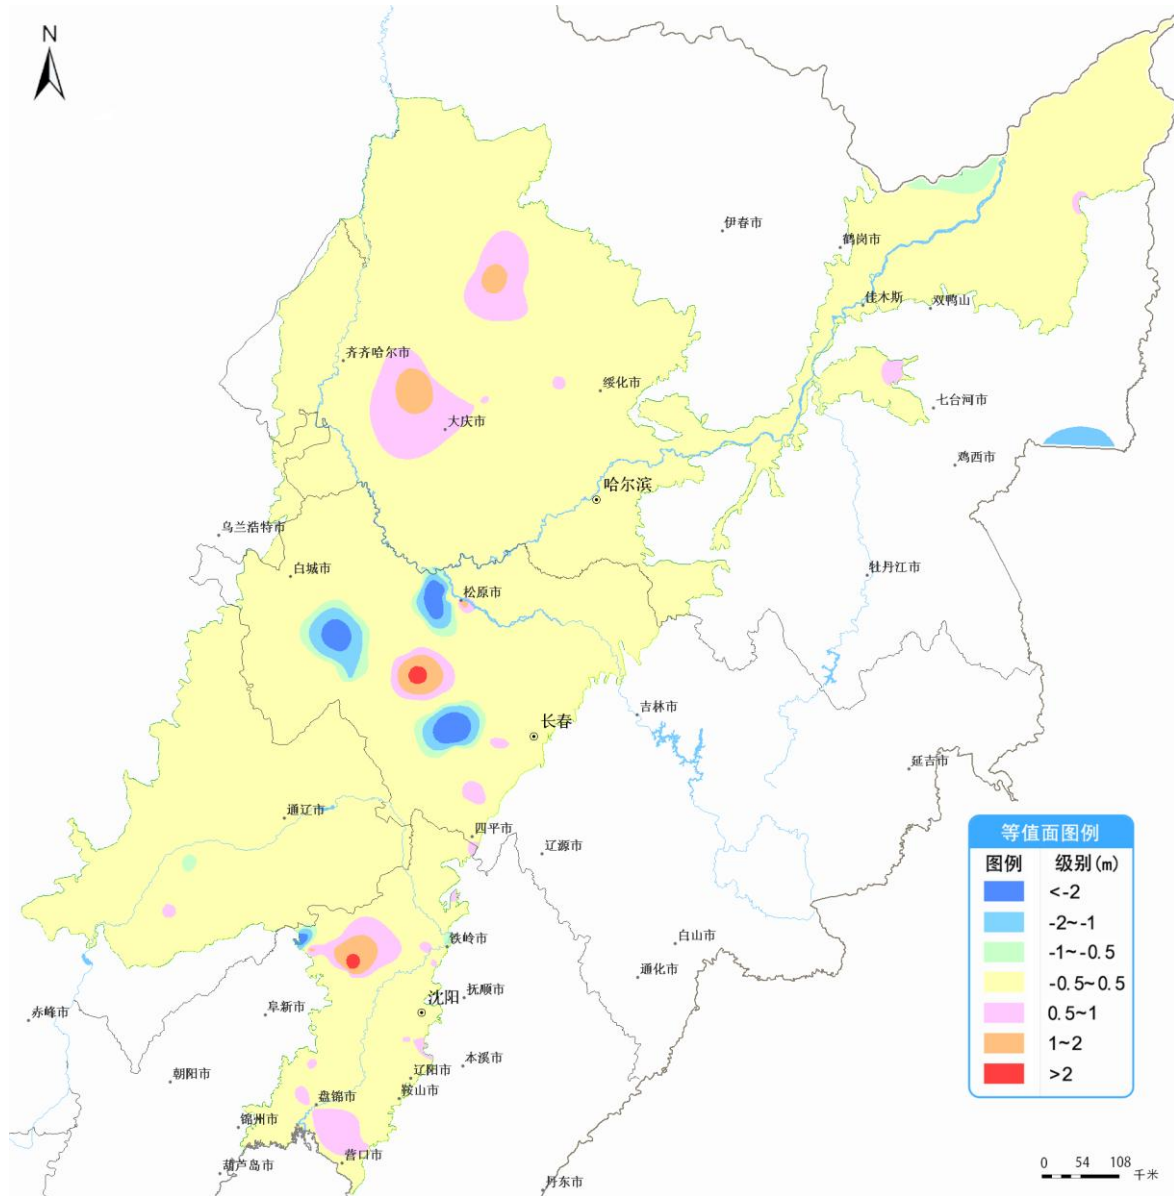 N
伊春市
鹤岗市
佳木斯
双鸭山
齐齐哈尔市
绥化市
七台河市
大庆市
鸡西市
哈尔滨
乌兰浩特市
白城市
牡丹江市
松原市
吉林市
长春
延吉市
通辽市
四平市
辽源市
白山市
铁岭市
通化市
沈阳
抚顺市
赤峰市
阜新市
本溪市
朝阳市
辽阳市
鞍山市
盘锦市
锦州市
营口市
葫芦岛市
丹东市
等值面图例
图例 级别(m)
<-2
-2~-1
-1~-0.5
-0.5~0.5
0.5~1
1~2
>2
0 54 108
千米